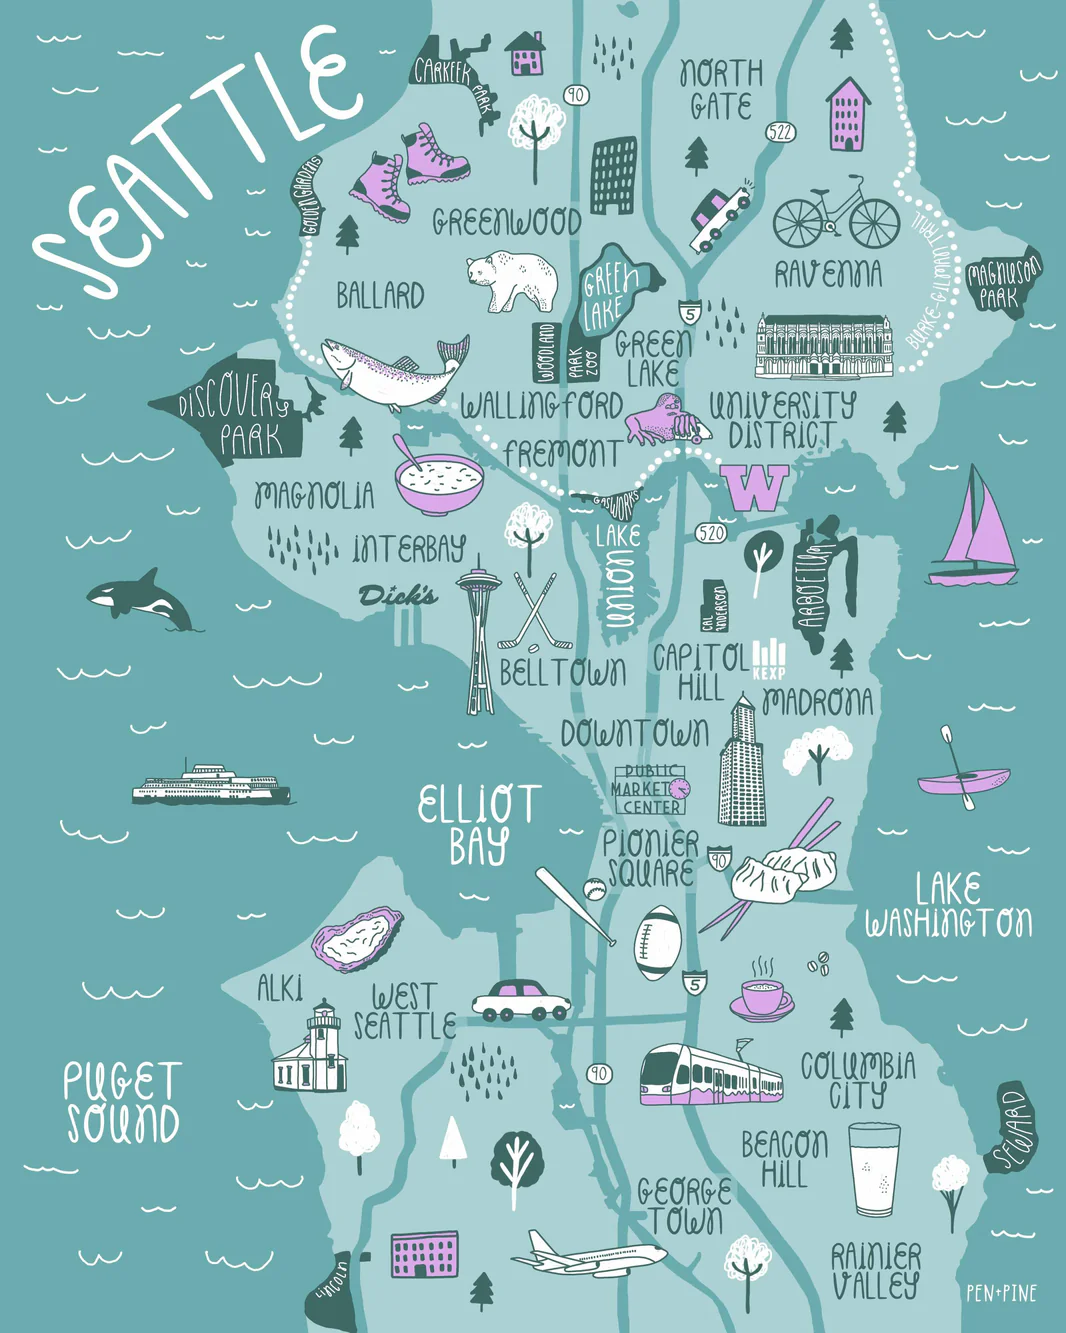 SEATTLE
CARKEEK
PARK
90
NORTH
GATE
522
GOLDEN GARDENS
GREENWOOD
BURKE-GILMAN TRAIL
BALLARD
GREEN
LAKE
RAVENNA
MAGNUSON
PARK
5
WOODLAND
PARK
ZOO
GREEN
LAKE
DISCOVERY
PARK
WALLINGFORD
UNIVERSITY
DISTRICT
FREMONT
MAGNOLIA
GASWORKS
W
INTERBAY
LAKE
UNION
520
ARBORETUM
Dick's
CAL
ANDERSON
BELLTOWN
CAPITOL
HILL
KEXP
MADRONA
DOWNTOWN
PUBLIC
MARKET
CENTER
ELLIOT
BAY
PIONIER
SQUARE
90
LAKE
WASHINGTON
5
ALKI
WEST
SEATTLE
PUGET
SOUND
90
COLUMBIA
CITY
SEWARD
BEACON
HILL
GEORGE
TOWN
RAINIER
VALLEY
LINCOLN
PEN+PINE